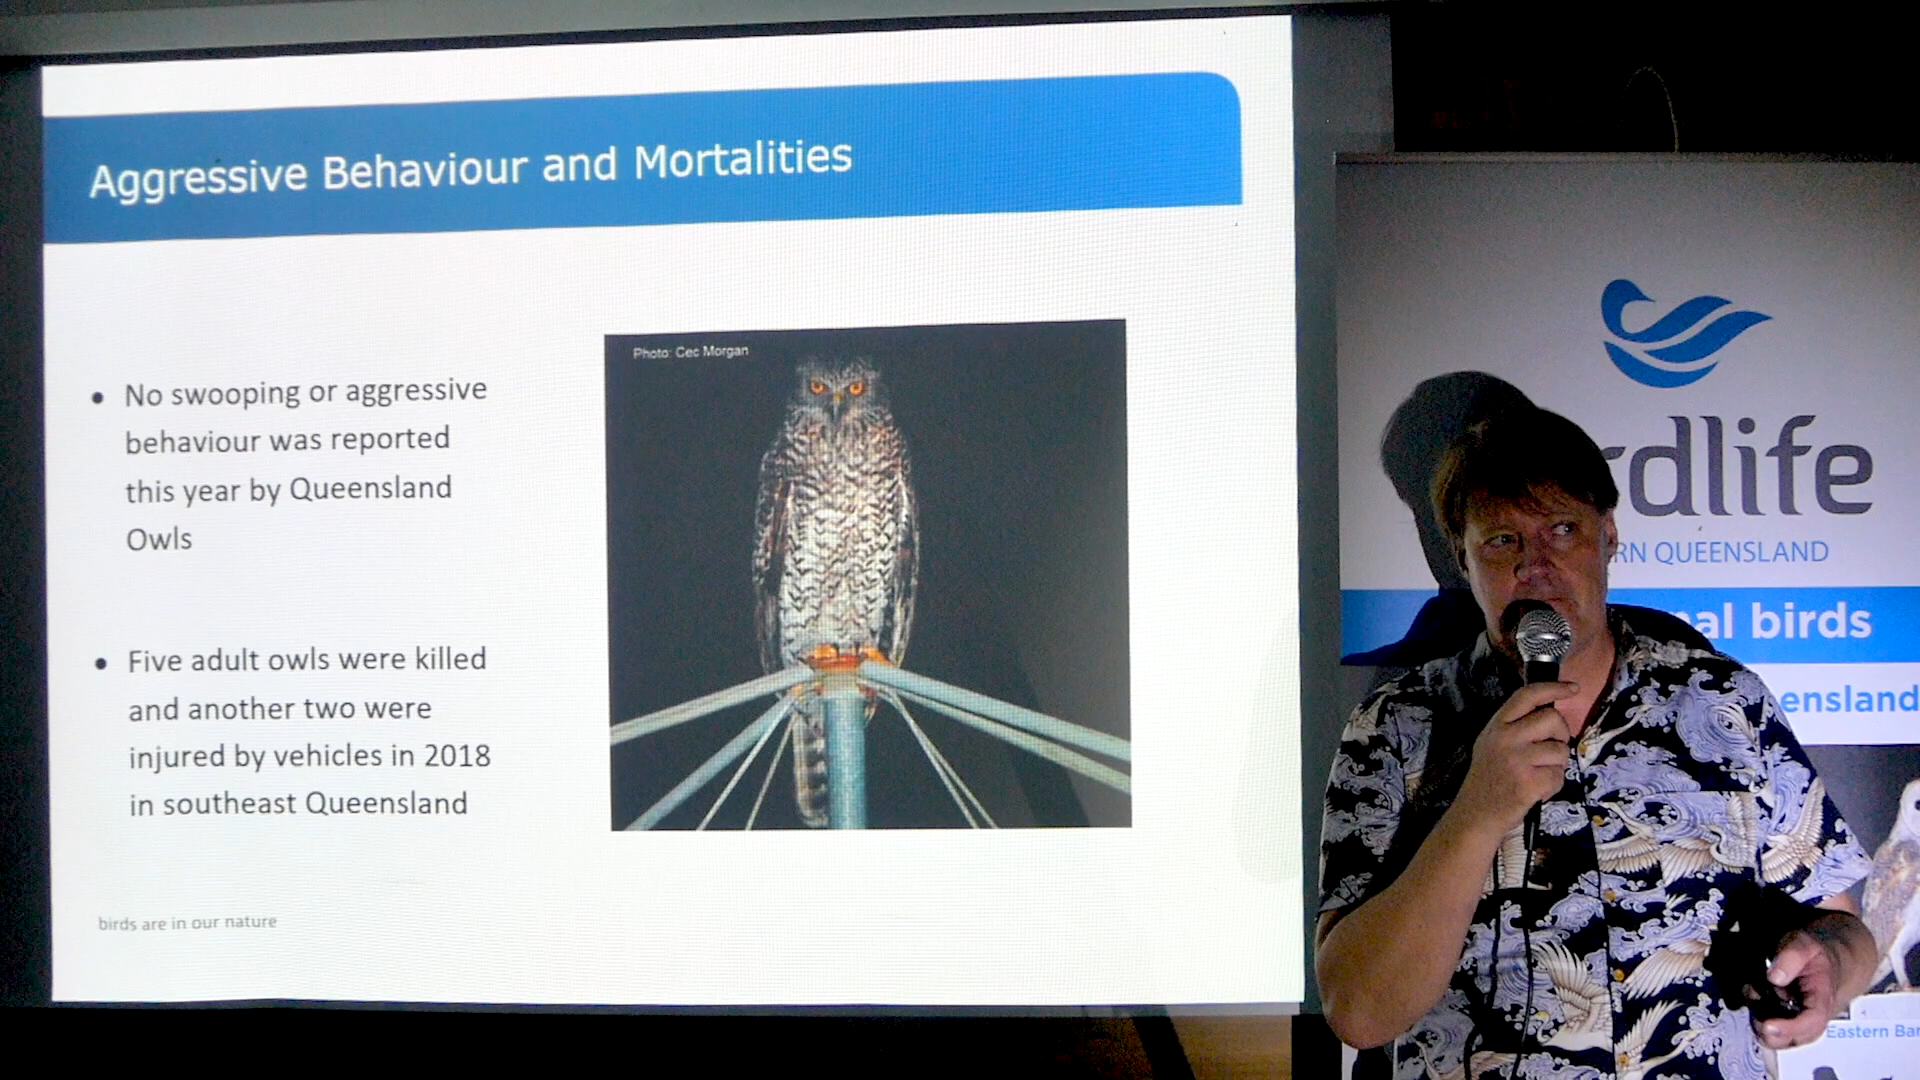 Aggressive Behaviour and Mortalities
Photo: Cec Morgan
• No swooping or aggressive
behaviour was reported
this year by Queensland
Owls
• Five adult owls were killed
and another two were
injured by vehicles in 2018
in southeast Queensland
birds are in our nature
rdlife
RN QUEENSLAND
al birds
ensland
Eastern Bar